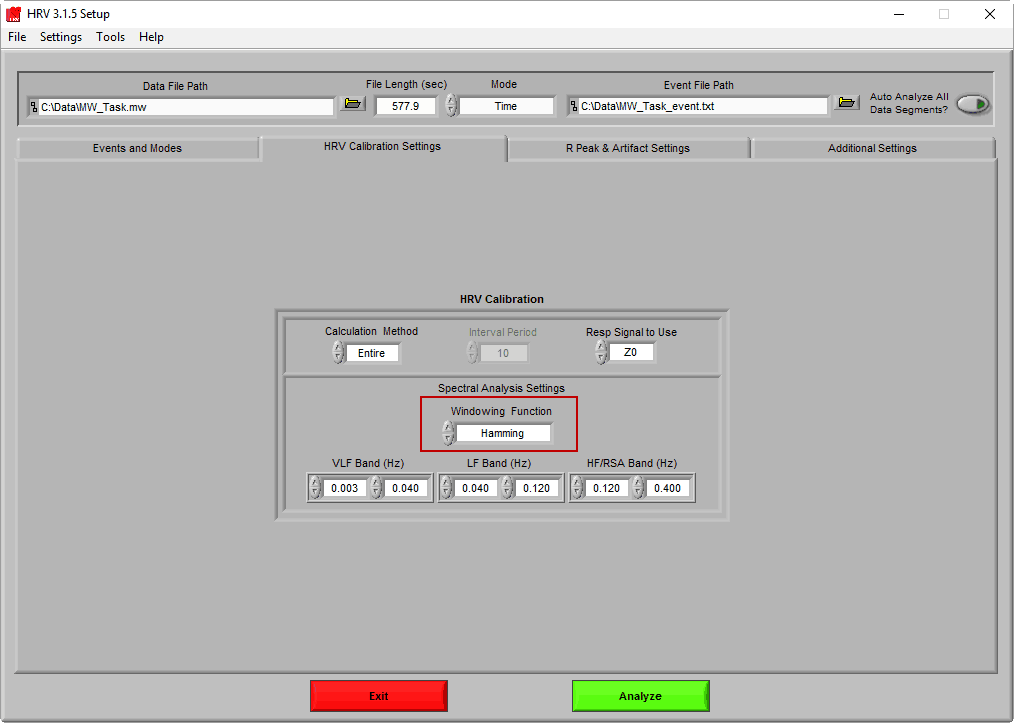 HRV 3.1.5 Setup
File Settings Tools Help
Data File Path File Length (sec) Mode Event File Path
C:\Data\MW_Task.mw 577.9 Time C:\Data\MW_Task_event.txt
Auto Analyze All
Data Segments?
Events and Modes HRV Calibration Settings R Peak & Artifact Settings Additional Settings
HRV Calibration
Calculation Method Interval Period Resp Signal to Use
Entire 10 Z0
Spectral Analysis Settings
Windowing Function
Hamming
VLF Band (Hz) LF Band (Hz) HF/RSA Band (Hz)
0.003 0.040 0.040 0.120 0.120 0.400
Exit Analyze